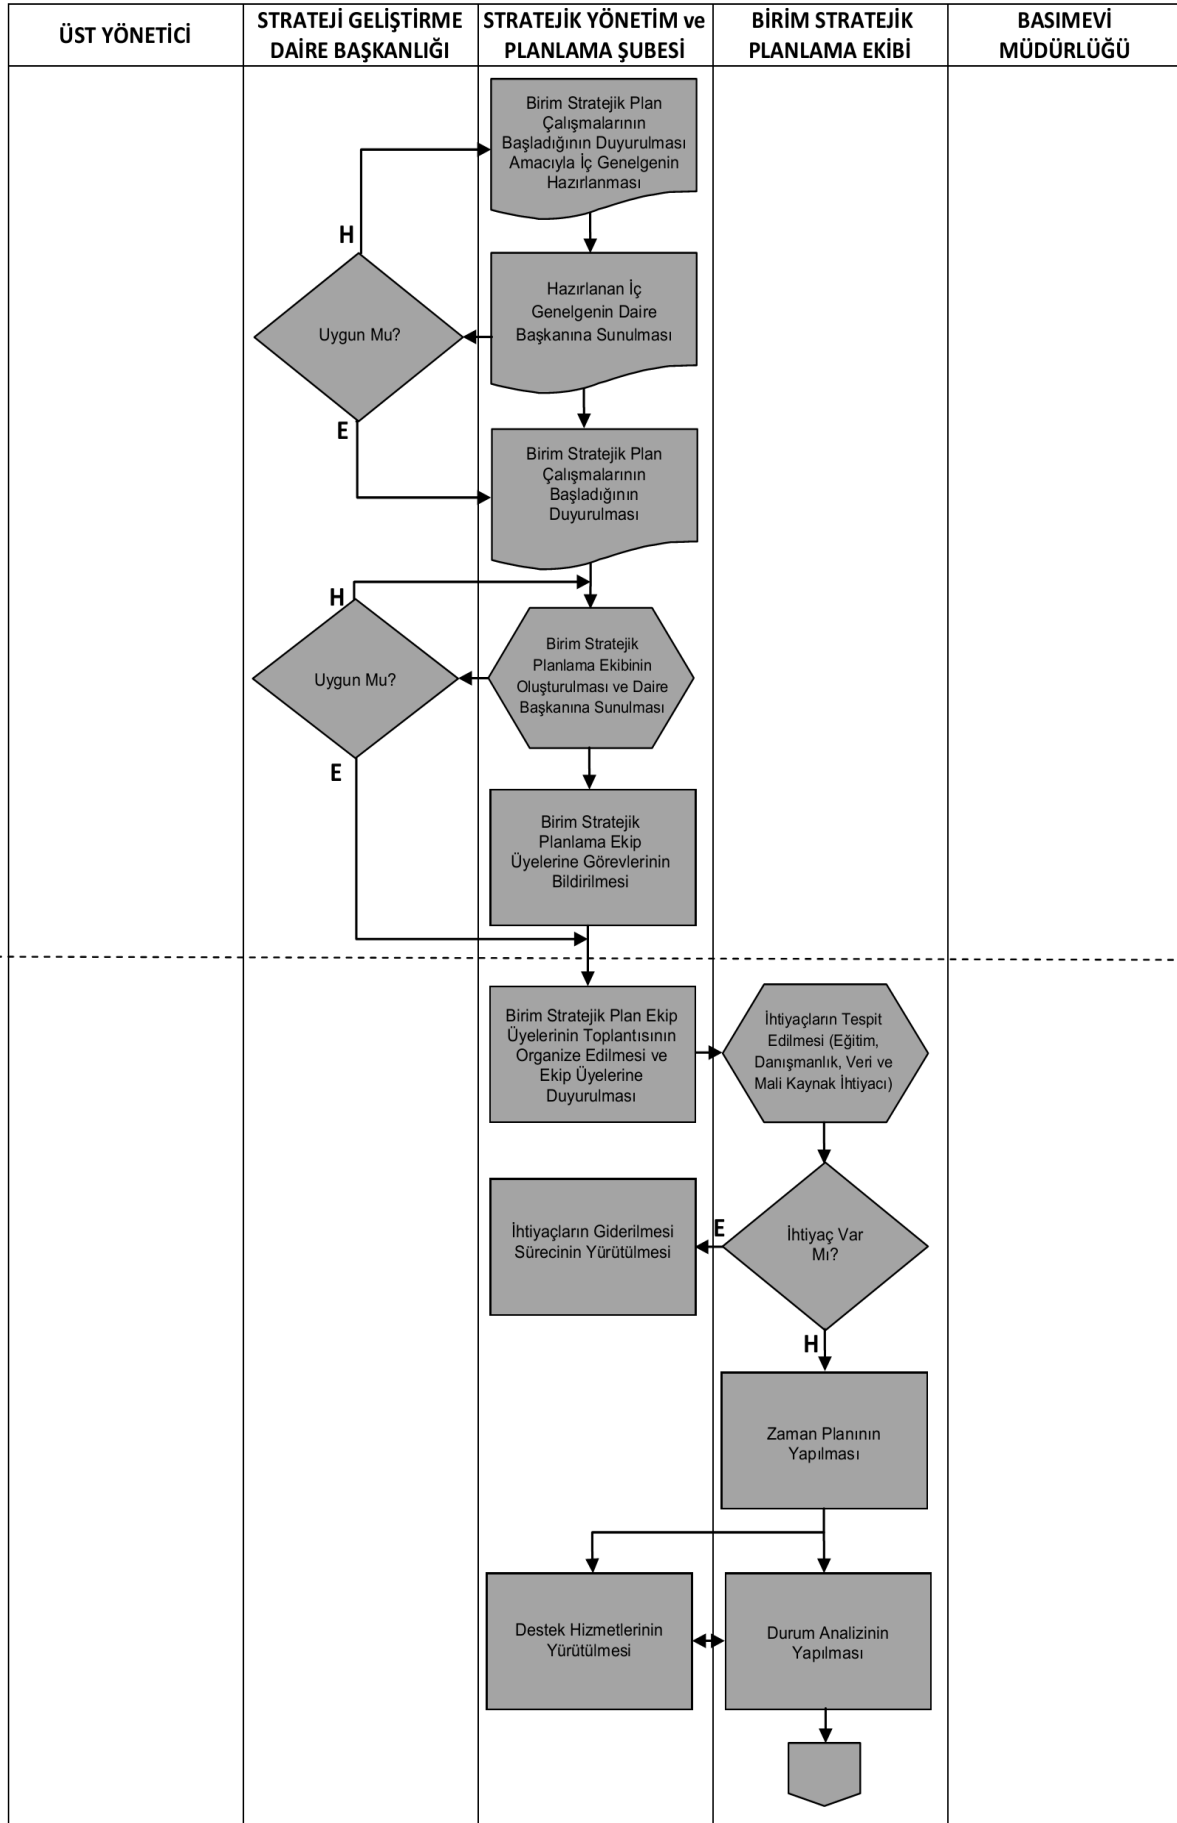 ÜST YÖNETİCİ
STRATEJİ GELİŞTİRME
DAİRE BAŞKANLIĞI
STRATEJİK YÖNETİM ve
PLANLAMA ŞUBESİ
BİRİM STRATEJİK
PLANLAMA EKİBİ
BASIMEVİ
MÜDÜRLÜĞÜ
Birim Stratejik Plan
Çalışmalarının
Başladığının Duyurulması
Amacıyla İç Genelgenin
Hazırlanması
H
Hazırlanan İç
Genelgenin Daire
Başkanına Sunulması
Uygun Mu?
E
Birim Stratejik Plan
Çalışmalarının
Başladığının
Duyurulması
H
Birim Stratejik
Planlama Ekibinin
Oluşturulması ve Daire
Başkanına Sunulması
Uygun Mu?
E
Birim Stratejik
Planlama Ekip
Üyelerine Görevlerinin
Bildirilmesi
Birim Stratejik Plan Ekip
Üyelerinin Toplantısının
Organize Edilmesi ve
Ekip Üyelerine
Duyurulması
İhtiyaçların Tespit
Edilmesi (Eğitim,
Danışmanlık, Veri ve
Mali Kaynak İhtiyacı)
İhtiyaçların Giderilmesi
Sürecinin Yürütülmesi
E
İhtiyaç Var
Mı?
H
Zaman Planının
Yapılması
Destek Hizmetlerinin
Yürütülmesi
Durum Analizinin
Yapılması